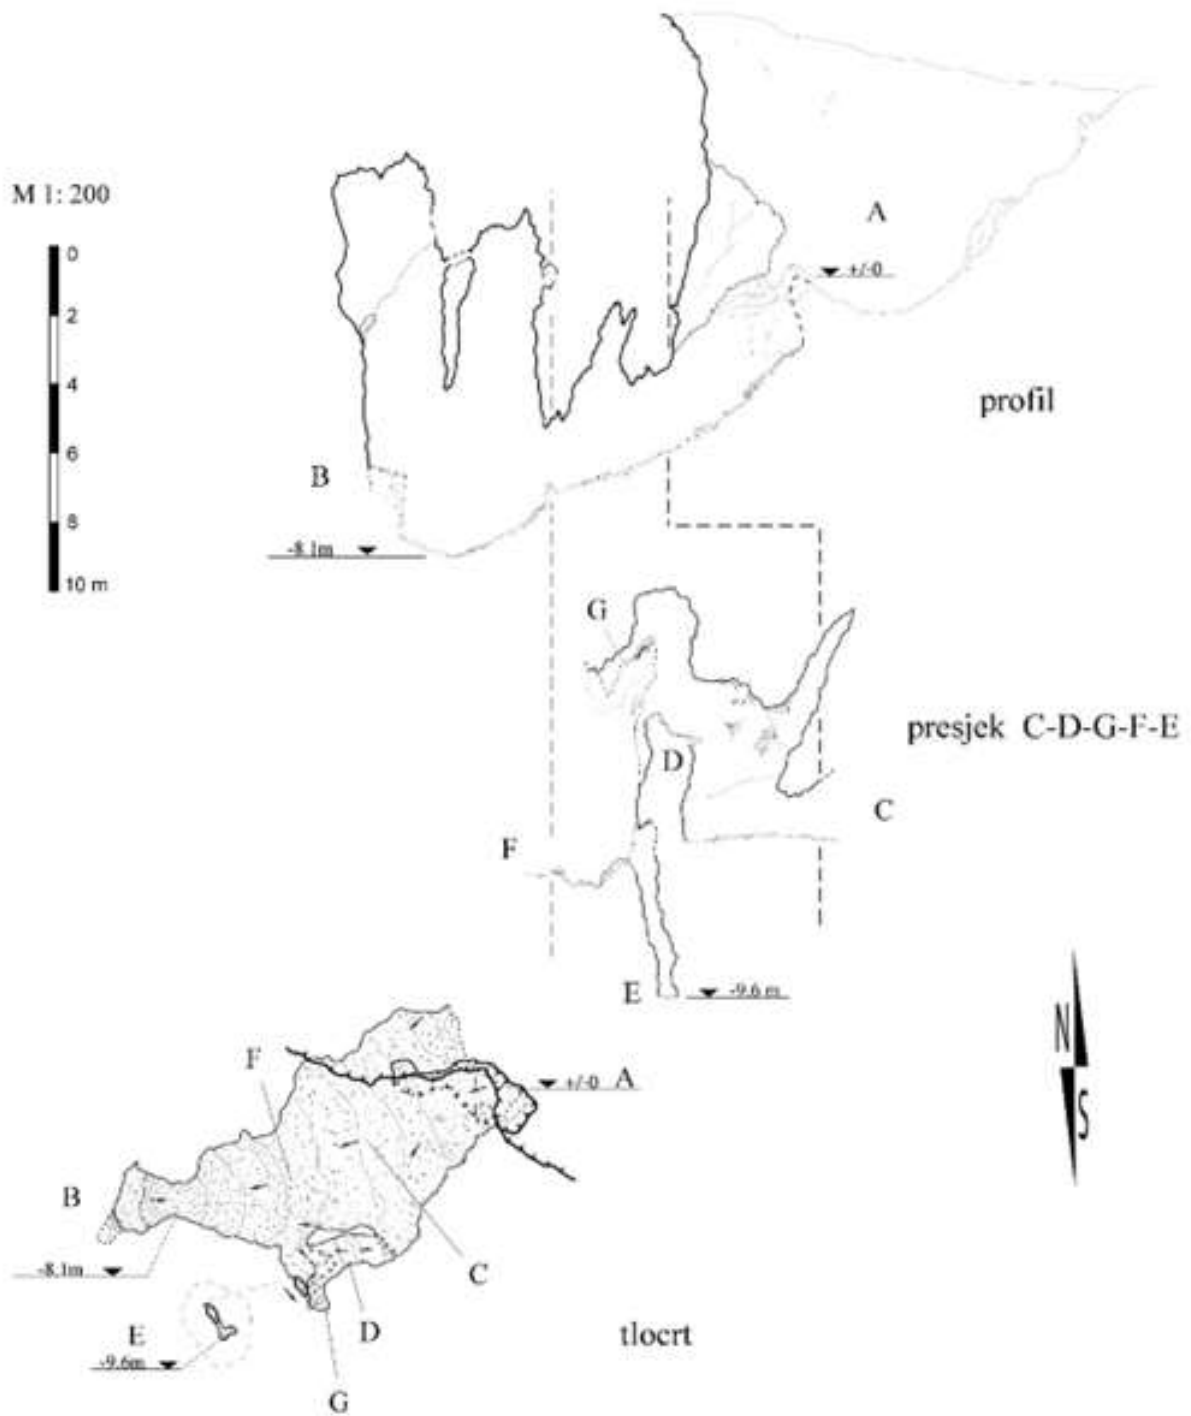 M 1: 200
0
2
4
6
8
10 m
A
+/-0
profil
B
-8.1m
G
presjek C-D-G-F-E
D
C
F
E
-9.6 m
N
S
F
+/-0 A
B
-8.1m
C
E
D
tlocrt
-9.6m
G